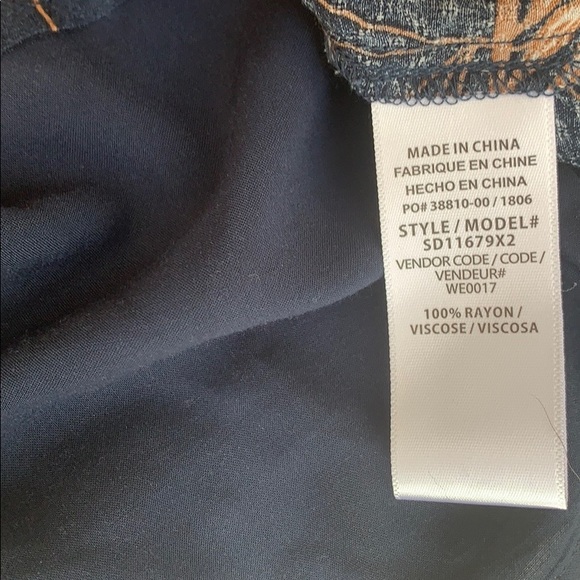 MADE IN CHINA
FABRIQUE EN CHINE
HECHO EN CHINA
PO# 38810-00 / 1806
STYLE / MODEL#
SD11679X2
VENDOR CODE / CODE /
VENDEUR#
WE0017
100% RAYON /
VISCOSE / VISCOSA